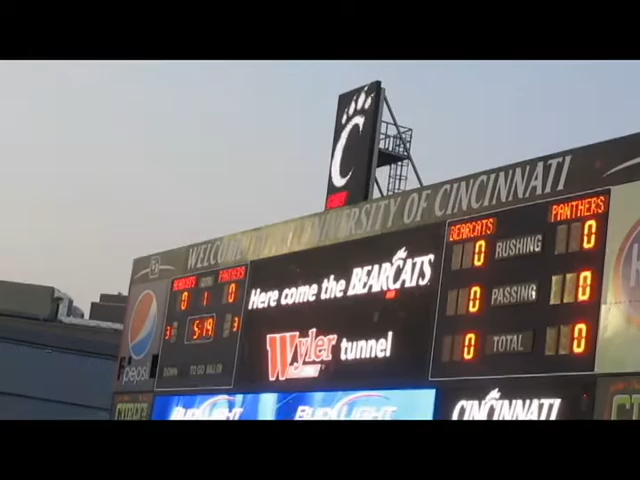 C
WELCOME UNIVERSITY OF CINCINNATI
BEARCATS PANTHERS
0 1 0
3 5:19 3
DOWN TO GO BALL ON
pepsi
Here come the BEARCATS
Wyler tunnel
BEARCATS PANTHERS
0 RUSHING 0
0 PASSING 0
0 TOTAL 0
BUD LIGHT BUD LIGHT
CINCINNATI